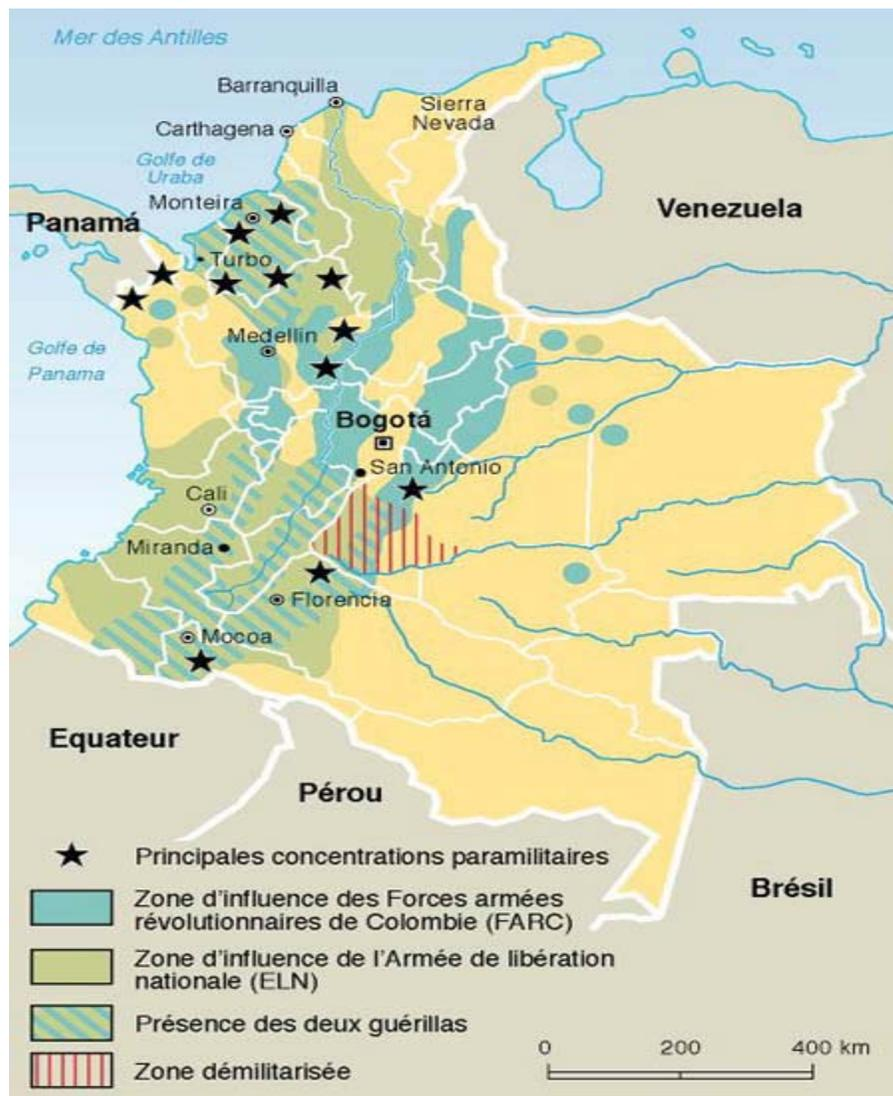 Mer des Antilles
Barranquilla
Sierra
Nevada
Carthagena
Golfe de
Uraba
Monteira
Panamá
Venezuela
Turbo
Medellin
Golfe de
Panama
Bogotá
San Antonio
Cali
Miranda
Florencia
Mocoa
Equateur
Pérou
Brésil
Principales concentrations paramilitaires
Zone d'influence des Forces armées
révolutionnaires de Colombie (FARC)
Zone d'influence de l'Armée de libération
nationale (ELN)
Présence des deux guérillas
Zone démilitarisée
0 200 400 km